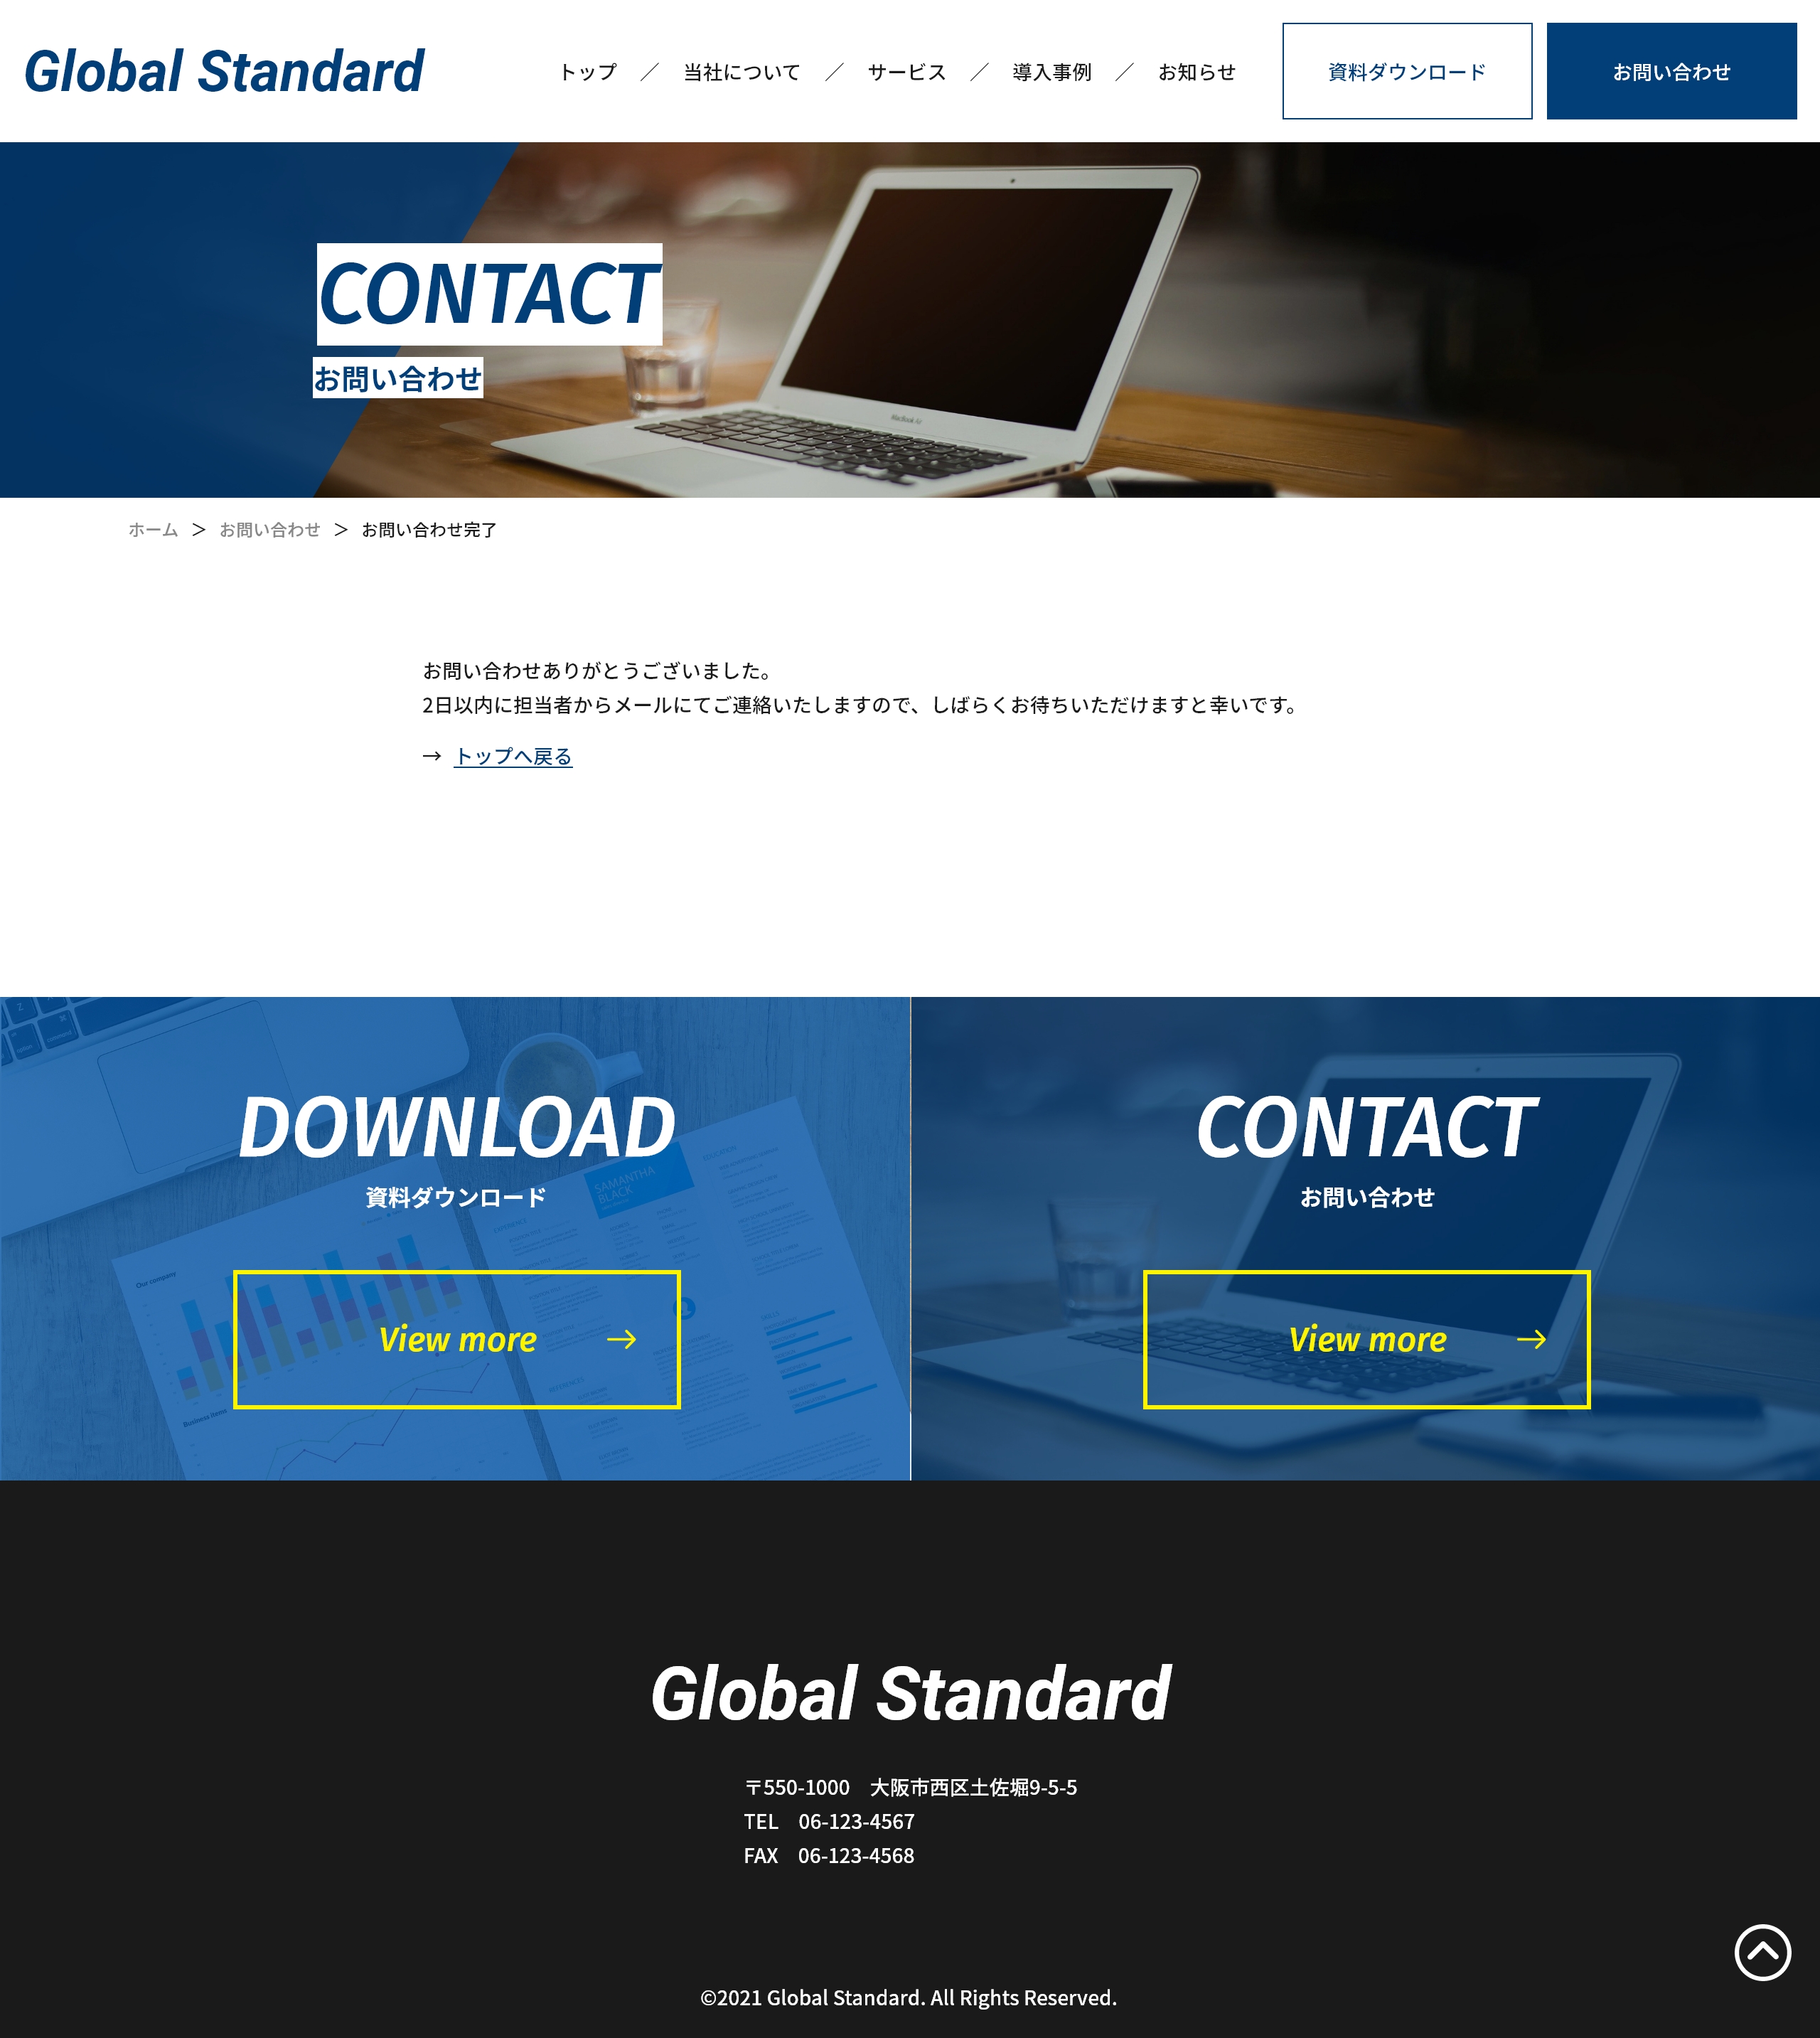 Global Standard
トップ ／ 当社について ／ サービス ／ 導入事例 ／ お知らせ
資料ダウンロード
お問い合わせ
CONTACT
お問い合わせ
ホーム ＞ お問い合わせ ＞ お問い合わせ完了
お問い合わせありがとうございました。
2日以内に担当者からメールにてご連絡いたしますので、しばらくお待ちいただけますと幸いです。
→ トップへ戻る
DOWNLOAD
資料ダウンロード
SAMANTHA
BLACK
EDUCATION
EXPERIENCE
Our company
Business items
View more →
CONTACT
お問い合わせ
View more →
Global Standard
〒550-1000　大阪市西区土佐堀9-5-5
TEL　06-123-4567
FAX　06-123-4568
©2021 Global Standard. All Rights Reserved.